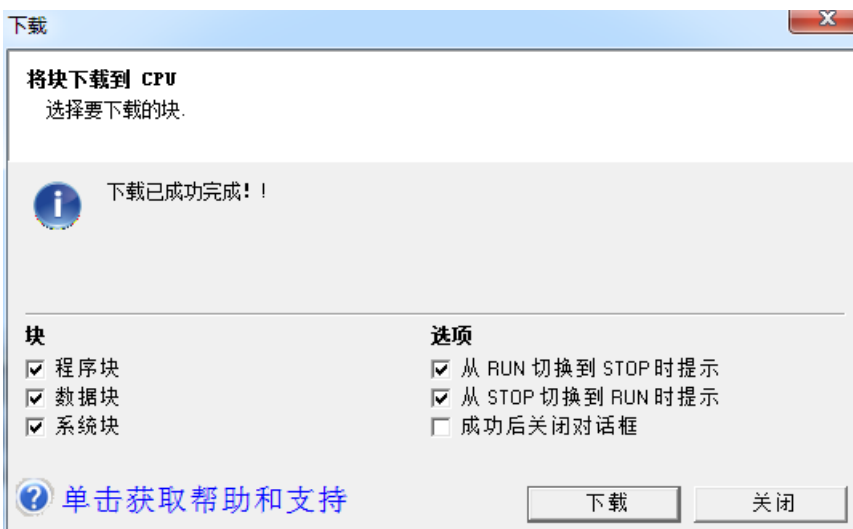 下载
将块下载到 CPU
选择要下载的块.
下载已成功完成!!
块
选项
程序块
从 RUN 切换到 STOP 时提示
数据块
从 STOP 切换到 RUN 时提示
系统块
成功后关闭对话框
单击获取帮助和支持
下载
关闭